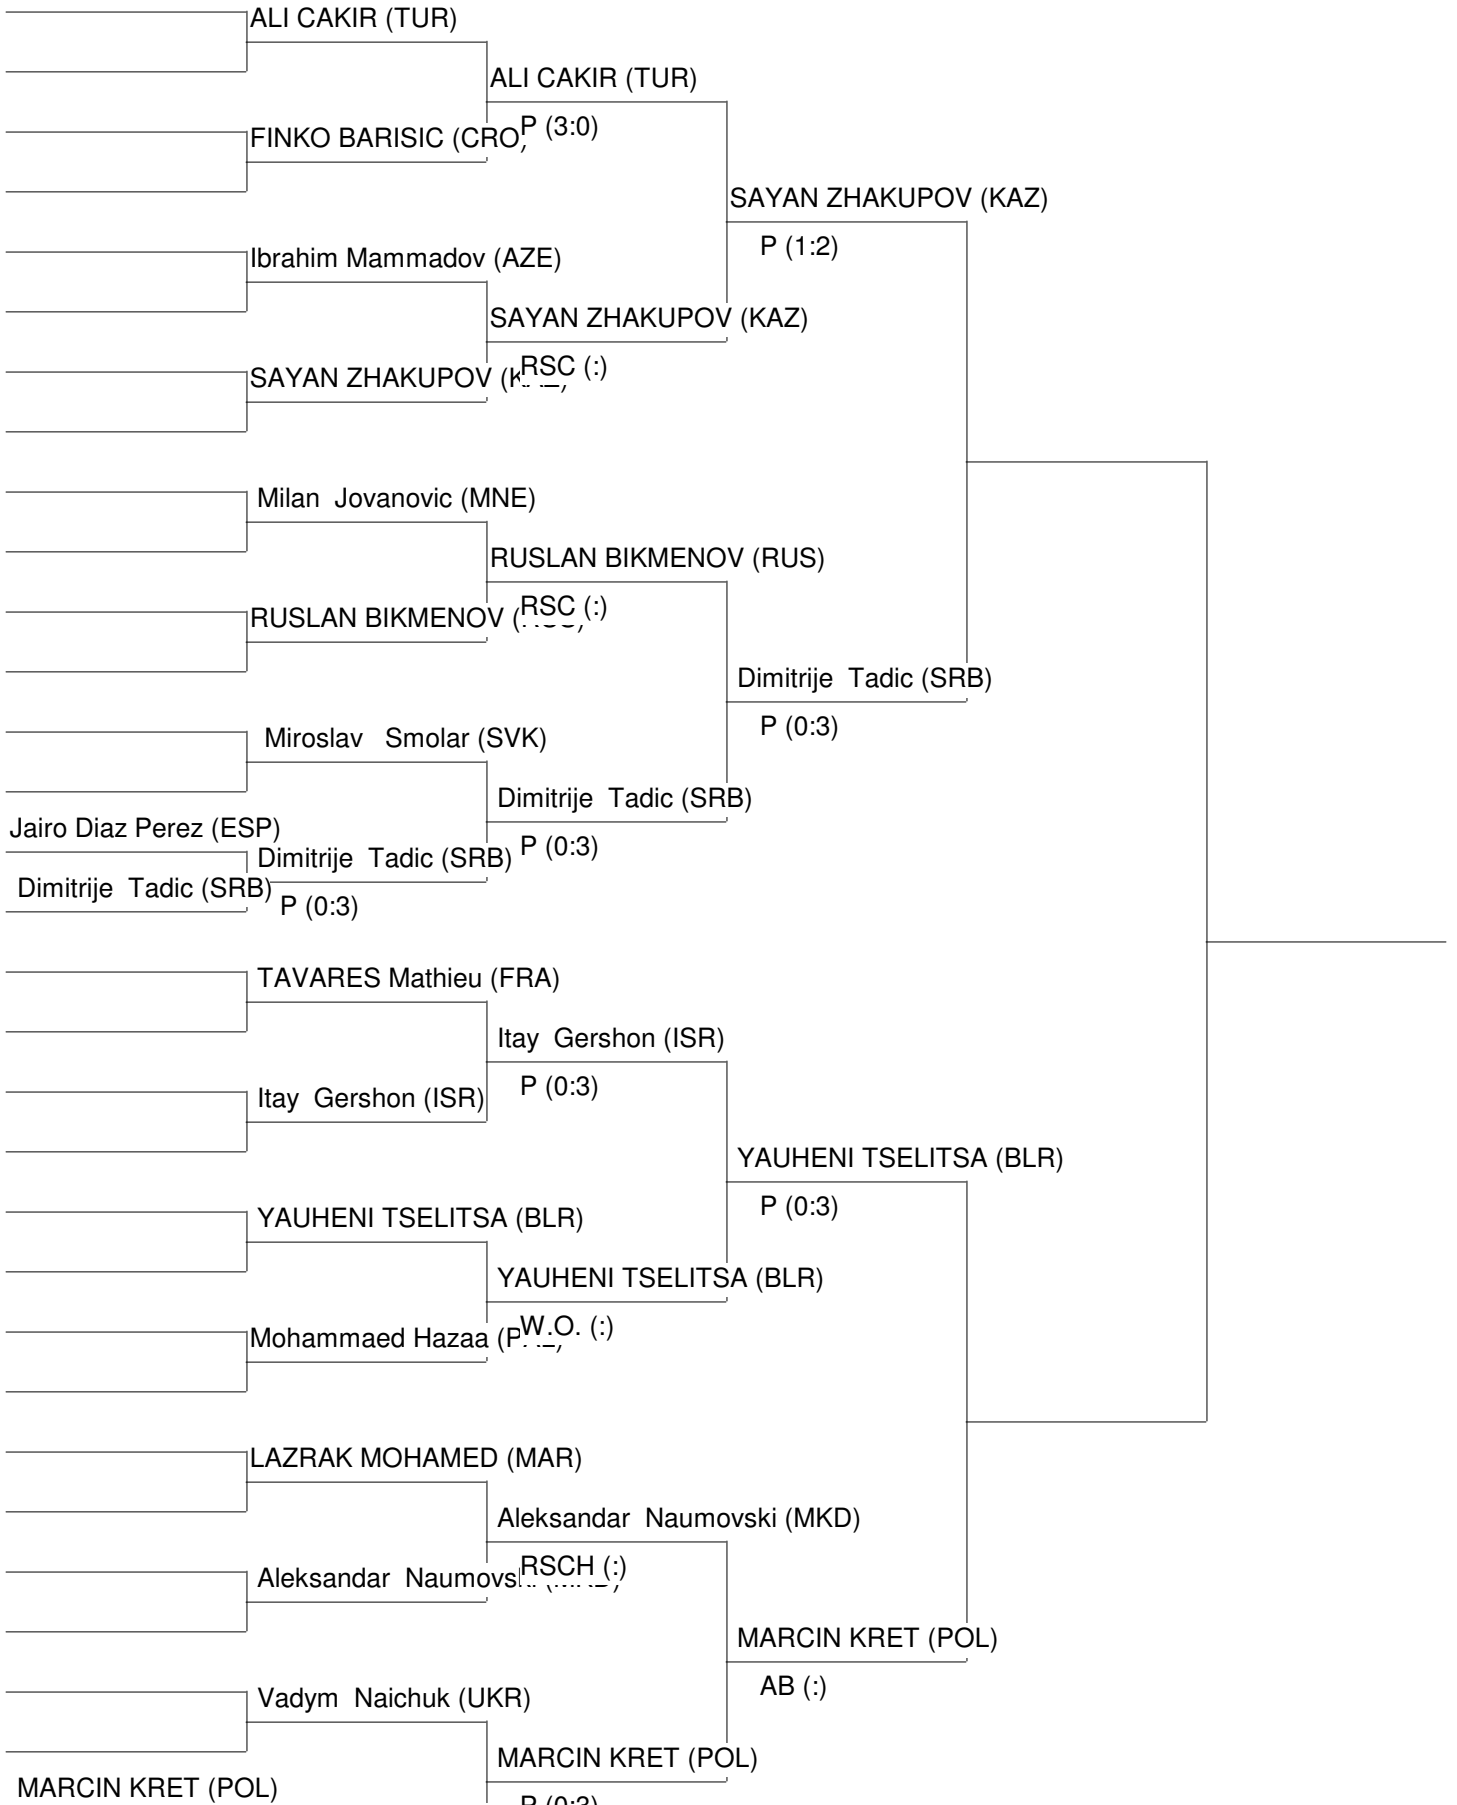 ALI CAKIR (TUR)
ALI CAKIR (TUR)
P (3:0)
FINKO BARISIC (CRO)
SAYAN ZHAKUPOV (KAZ)
P (1:2)
Ibrahim Mammadov (AZE)
SAYAN ZHAKUPOV (KAZ)
RSC (:)
SAYAN ZHAKUPOV
Milan Jovanovic (MNE)
RUSLAN BIKMENOV (RUS)
RSC (:)
RUSLAN BIKMENOV
Dimitrije Tadic (SRB)
P (0:3)
Miroslav Smolar (SVK)
Dimitrije Tadic (SRB)
Jairo Diaz Perez (ESP)
P (0:3)
Dimitrije Tadic (SRB)
Dimitrije Tadic (SRB)
P (0:3)
TAVARES Mathieu (FRA)
Itay Gershon (ISR)
P (0:3)
Itay Gershon (ISR)
YAUHENI TSELITSA (BLR)
P (0:3)
YAUHENI TSELITSA (BLR)
YAUHENI TSELITSA (BLR)
W.O. (:)
Mohammaed Hazaa
LAZRAK MOHAMED (MAR)
Aleksandar Naumovski (MKD)
RSCH (:)
Aleksandar
MARCIN KRET (POL)
AB (:)
Vadym Naichuk (UKR)
MARCIN KRET (POL)
MARCIN KRET (POL)
P (0:3)